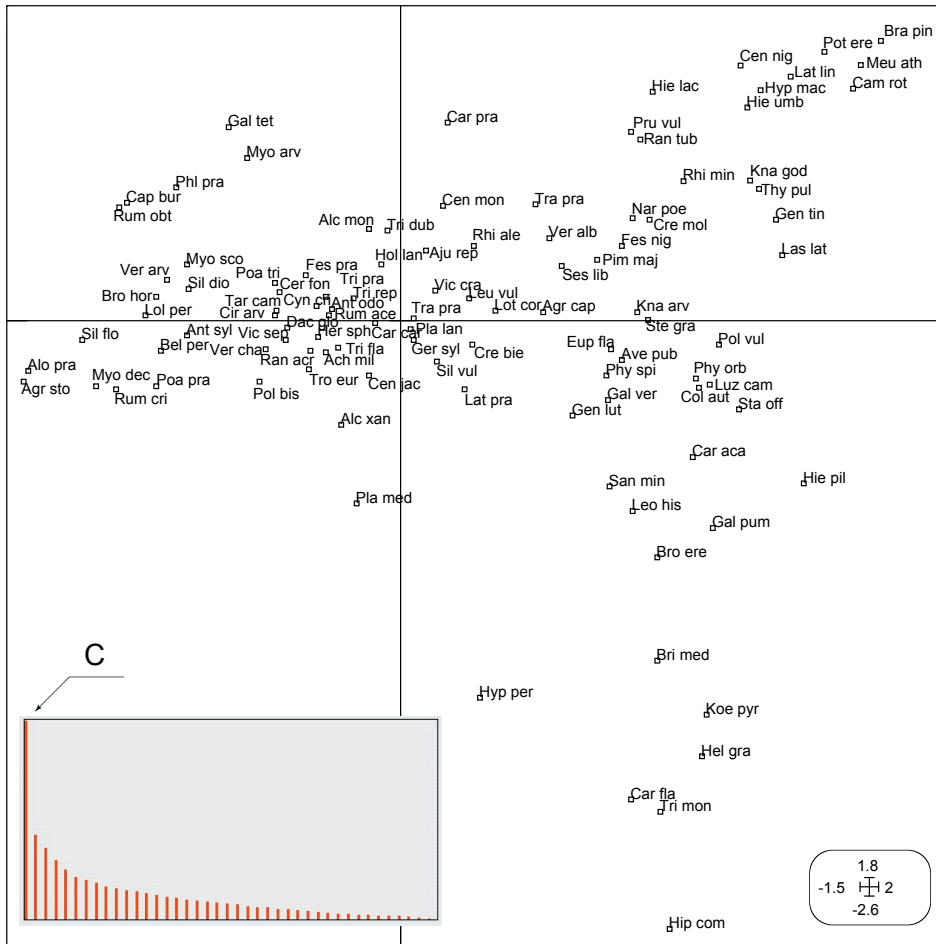 Bra pin
Pot ere
Cen nig
Meu ath
Lat lin
Cam rot
Hyp mac
Hie lac
Hie umb
Car pra
Gal tet
Pru vul
Ran tub
Myo arv
Rhi min
Kna god
Phl pra
Thy pul
Cap bur
Rum obt
Cen mon
Tra pra
Nar poe
Cre mol
Gen tin
Alc mon
Tri dub
Ver alb
Rhi ale
Fes nig
Hol lan
Aju rep
Las lat
Pim maj
Myo sco
Fes pra
Ses lib
Ver arv
Poa tri
Tri pra
Sil dio
Cer fon
Vic cra
Bro hor
Tar cam
Cyn cri
Ant odo
Tri rep
Leu vul
Lol per
Cir arv
Rum ace
Tra pra
Lot cor
Agr cap
Kna arv
Dac glo
Ste gra
Sil flo
Ant syl
Vic sep
Her sph
Car car
Pla lan
Bel per
Ver cha
Tri fla
Ger syl
Cre bie
Eup fla
Pol vul
Ran acr
Ach mil
Ave pub
Alo pra
Sil vul
Agr sto
Myo dec
Poa pra
Tro eur
Cen jac
Phy spi
Phy orb
Rum cri
Pol bis
Lat pra
Gal ver
Col aut
Luz cam
Gen lut
Sta off
Alc xan
Car aca
San min
Hie pil
Pla med
Leo his
Gal pum
Bro ere
C
Bri med
Hyp per
Koe pyr
Hel gra
Car fla
Tri mon
1.8
-1.5 2
-2.6
Hip com